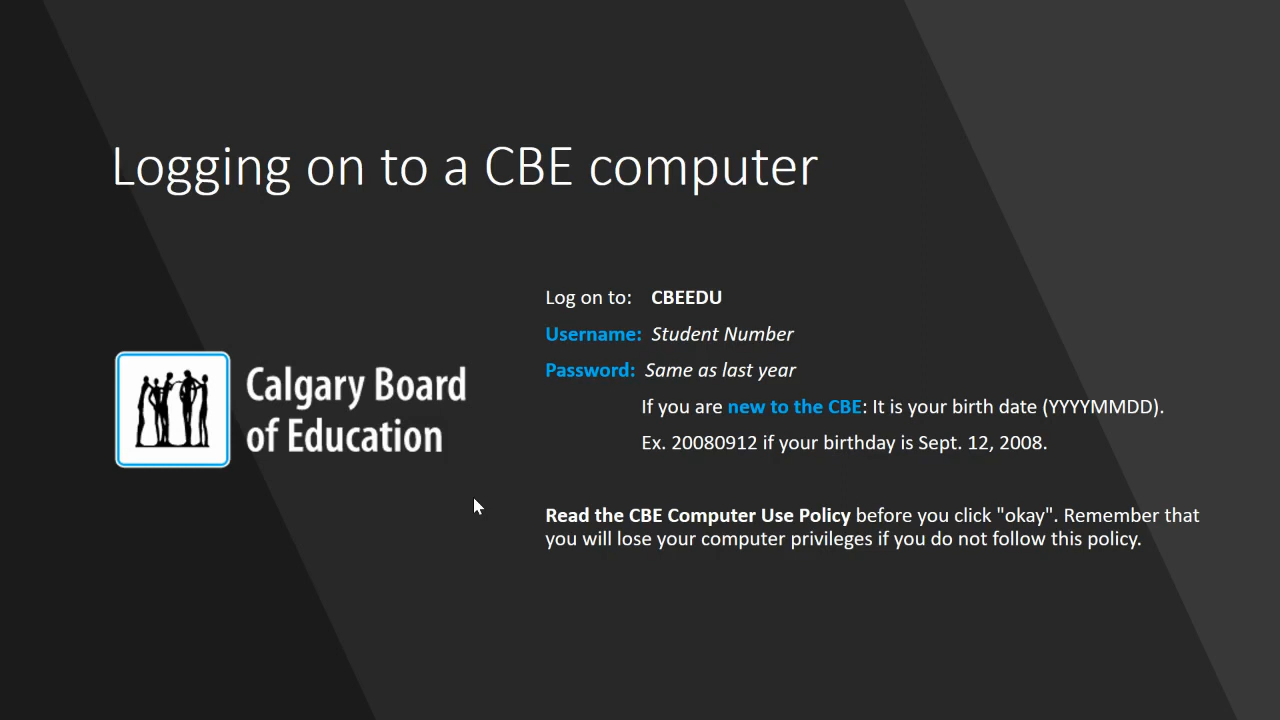 Logging on to a CBE computer
Calgary Board
of Education
Log on to: CBEEDU
Username: Student Number
Password: Same as last year
If you are new to the CBE: It is your birth date (YYYYMMDD).
Ex. 20080912 if your birthday is Sept. 12, 2008.
Read the CBE Computer Use Policy before you click "okay". Remember that
you will lose your computer privileges if you do not follow this policy.